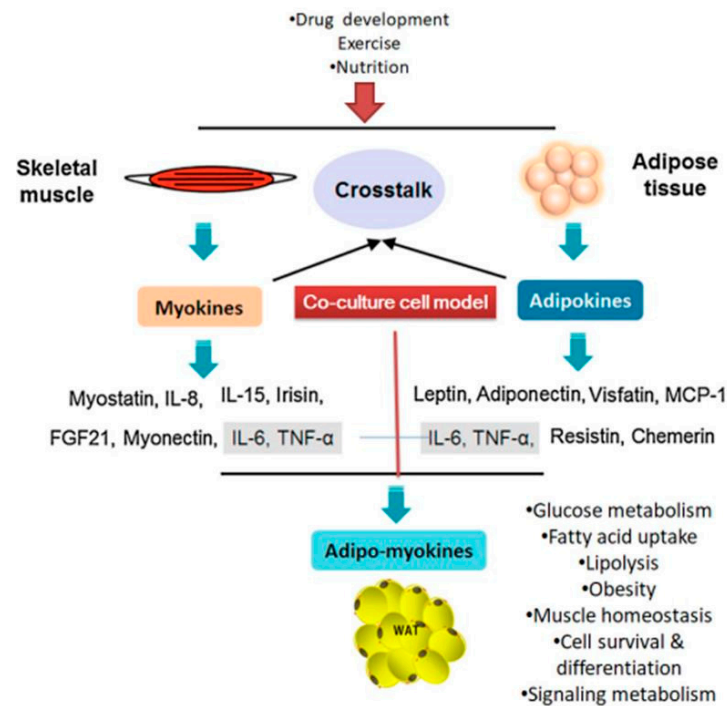 •Drug development
Exercise
•Nutrition
Skeletal
muscle
Crosstalk
Adipose
tissue
Myokines
Co-culture cell model
Adipokines
Myostatin, IL-8, IL-15, Irisin,
FGF21, Myonectin, IL-6, TNF-α
Leptin, Adiponectin, Visfatin, MCP-1
IL-6, TNF-α, Resistin, Chemerin
Adipo-myokines
WAT
•Glucose metabolism
•Fatty acid uptake
•Lipolysis
•Obesity
•Muscle homeostasis
•Cell survival &
differentiation
•Signaling metabolism